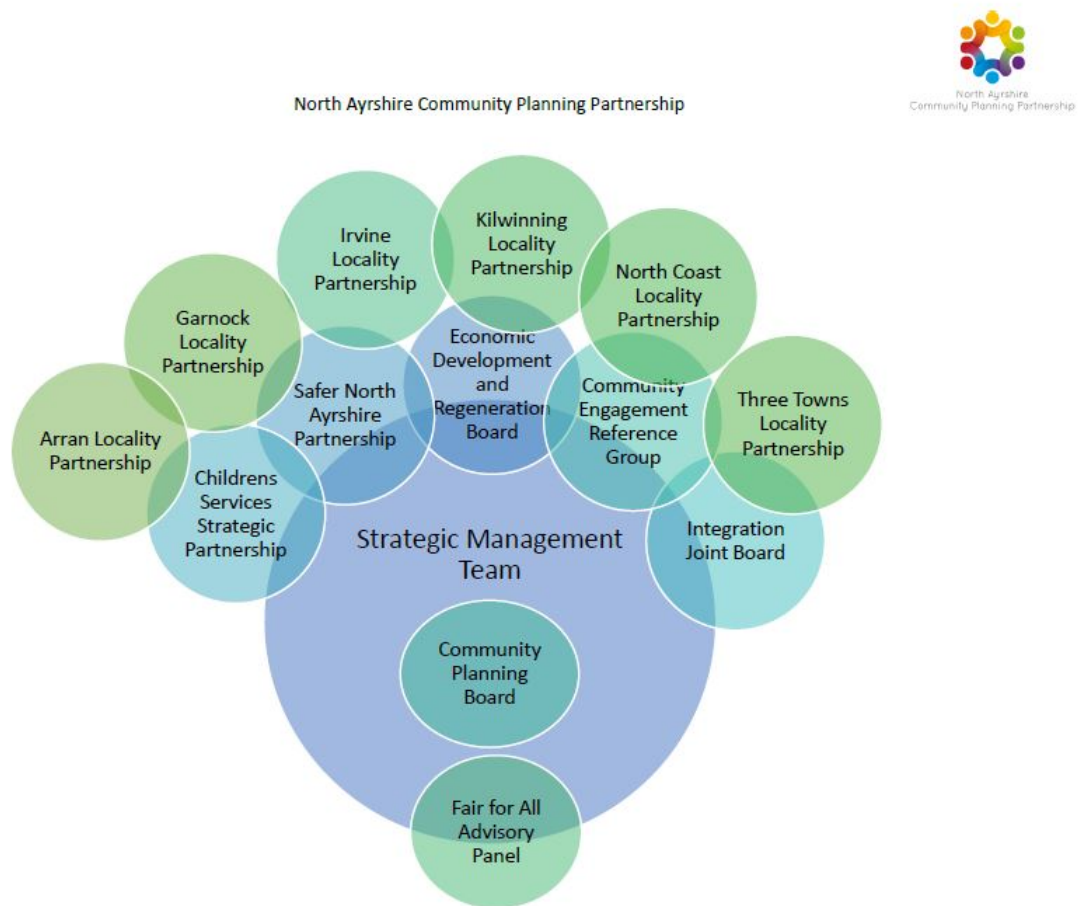 North Ayrshire
Community Planning Partnership
North Ayrshire Community Planning Partnership
Kilwinning
Locality
Partnership
Irvine
Locality
Partnership
North Coast
Locality
Partnership
Garnock
Locality
Partnership
Economic
Development
and
Regeneration
Board
Safer North
Ayrshire
Partnership
Community
Engagement
Reference
Group
Three Towns
Locality
Partnership
Arran Locality
Partnership
Childrens
Services
Strategic
Partnership
Integration
Joint Board
Strategic Management
Team
Community
Planning
Board
Fair for All
Advisory
Panel